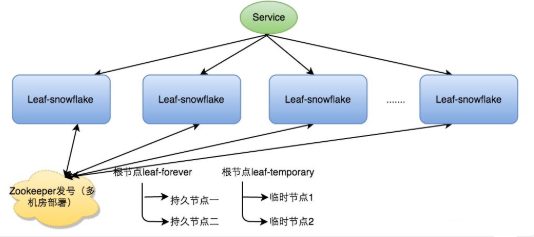 Service
Leaf-snowflake
Leaf-snowflake
Leaf-snowflake
.......
Leaf-snowflake
Zookeeper发号（多
机房部署）
根节点leaf-forever
持久节点一
持久节点二
根节点leaf-temporary
临时节点1
临时节点2